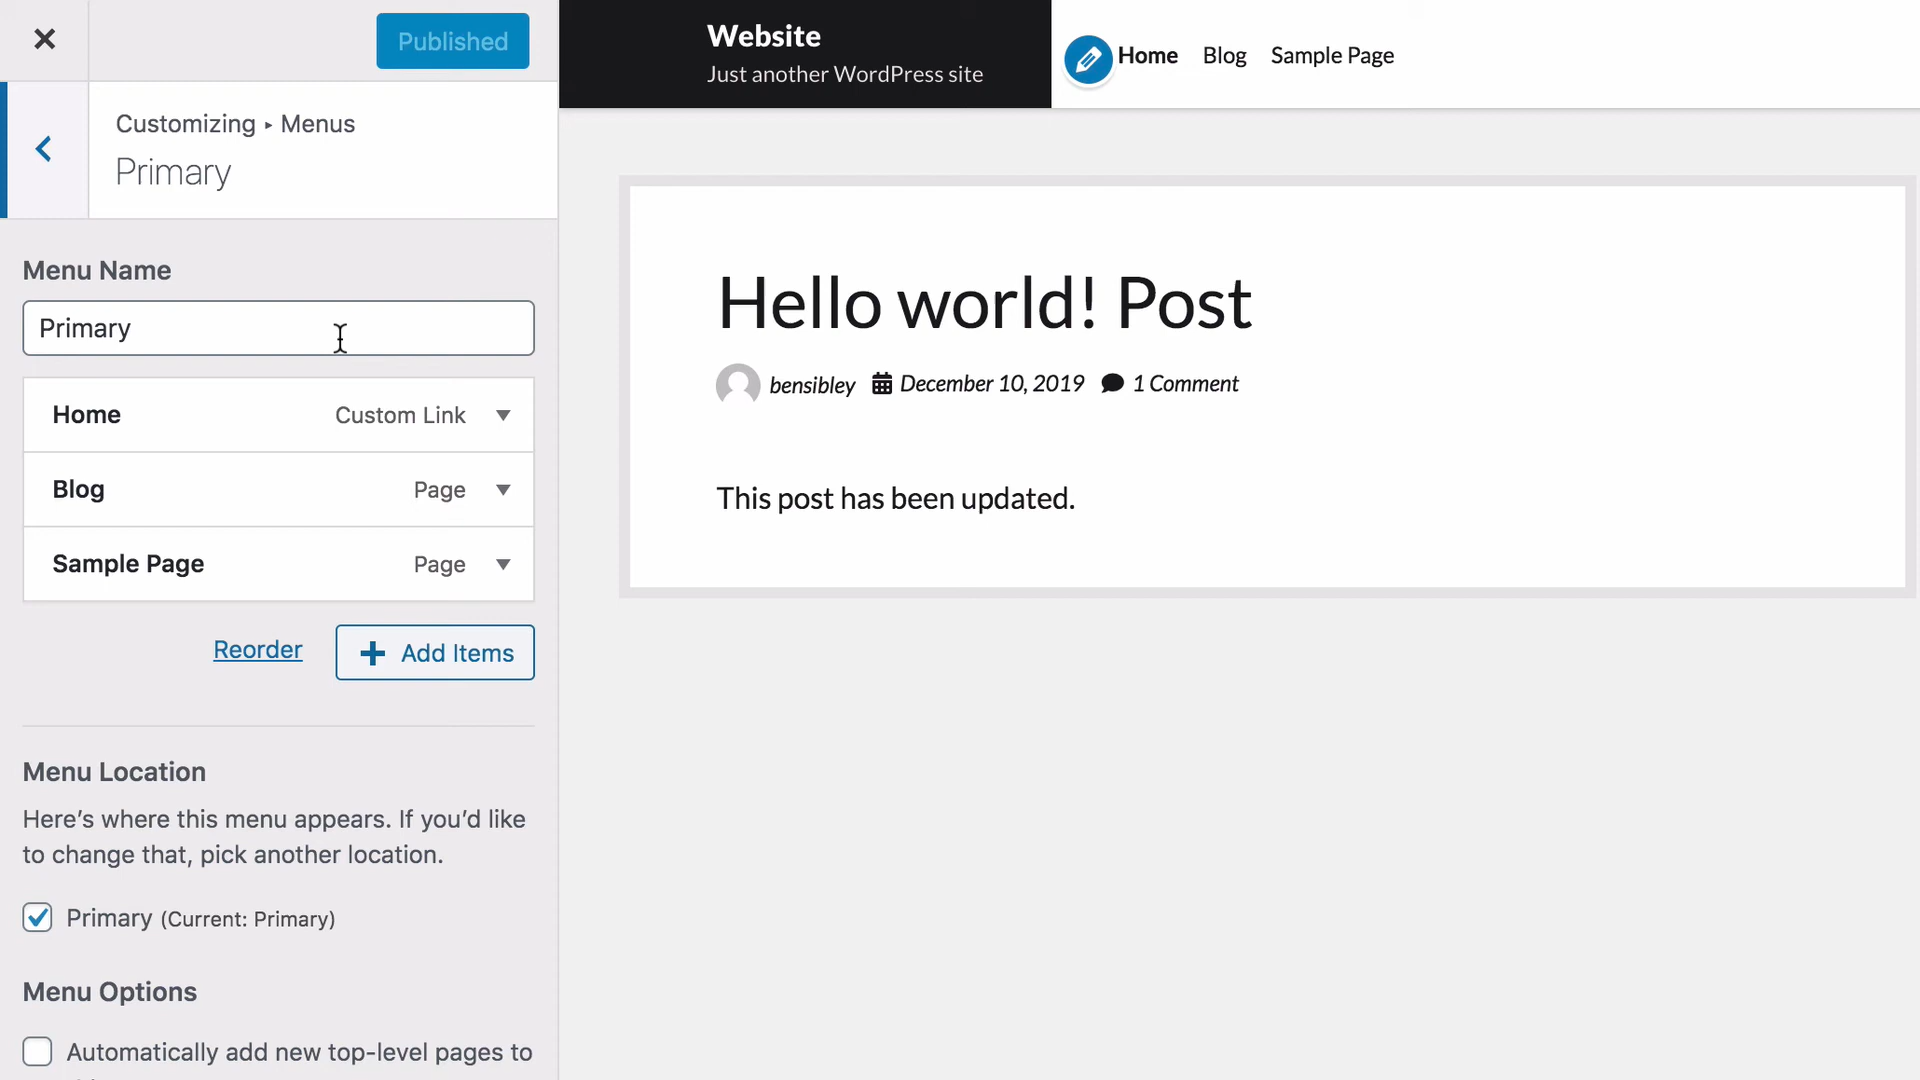 Published
Customizing ▸ Menus
Primary
Menu Name
Primary
Home Custom Link
Blog Page
Sample Page Page
Reorder
Add Items
Menu Location
Here’s where this menu appears. If you’d like
to change that, pick another location.
Primary (Current: Primary)
Menu Options
Automatically add new top-level pages to
Website
Just another WordPress site
Home Blog Sample Page
Hello world! Post
bensibley December 10, 2019 1 Comment
This post has been updated.